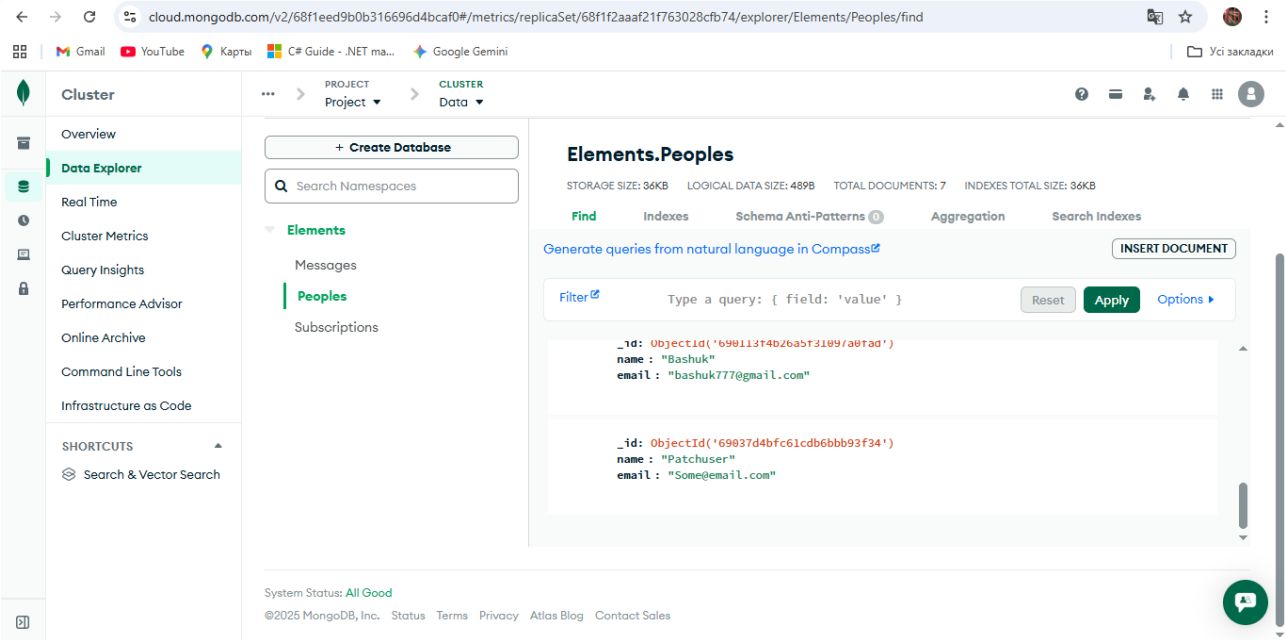 cloud.mongodb.com/v2/68f1eed9b0b316696d4bcaf0#/metrics/replicaSet/68f1f2aaaf21f763028cfb74/explorer/Elements/Peoples/find
Gmail YouTube Карты C# Guide - .NET ma... Google Gemini Усі закладки
Cluster
PROJECT
Project
CLUSTER
Data
Overview
Data Explorer
Real Time
Cluster Metrics
Query Insights
Performance Advisor
Online Archive
Command Line Tools
Infrastructure as Code
SHORTCUTS
Search & Vector Search
+ Create Database
Search Namespaces
Elements
Messages
Peoples
Subscriptions
Elements.Peoples
STORAGE SIZE: 36KB LOGICAL DATA SIZE: 489B TOTAL DOCUMENTS: 7 INDEXES TOTAL SIZE: 36KB
Find Indexes Schema Anti-Patterns 0 Aggregation Search Indexes
Generate queries from natural language in Compass
INSERT DOCUMENT
Filter Type a query: { field: 'value' } Reset Apply Options
_id: ObjectId('690113f4b26a5f31097a0fad')
name : "Bashuk"
email : "bashuk777@gmail.com"
_id: ObjectId('69037d4bfc61cdb6bbb93f34')
name : "Patchuser"
email : "Some@email.com"
System Status: All Good
©2025 MongoDB, Inc. Status Terms Privacy Atlas Blog Contact Sales